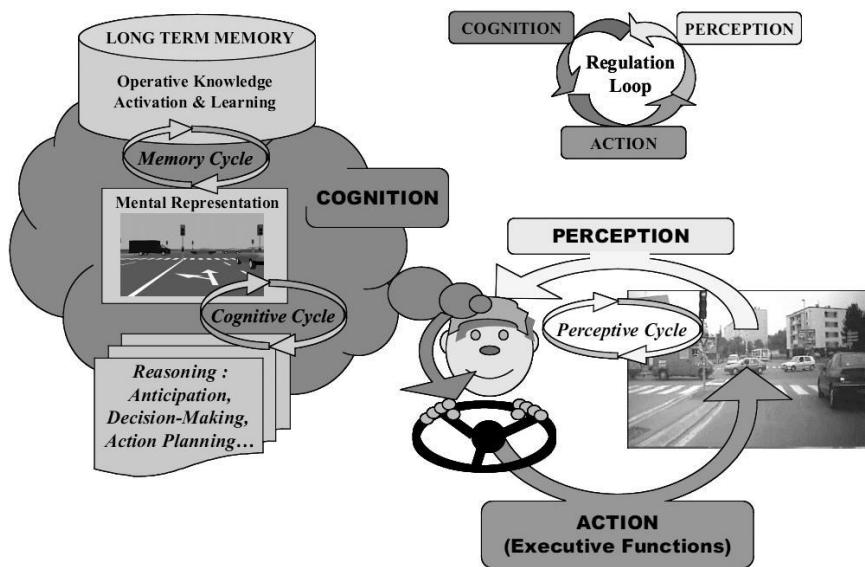 LONG TERM MEMORY
Operative Knowledge
Activation & Learning
Memory Cycle
Mental Representation
COGNITION
Cognitive Cycle
Reasoning :
Anticipation,
Decision-Making,
Action Planning…
COGNITION
PERCEPTION
Regulation
Loop
ACTION
PERCEPTION
Perceptive Cycle
ACTION
(Executive Functions)